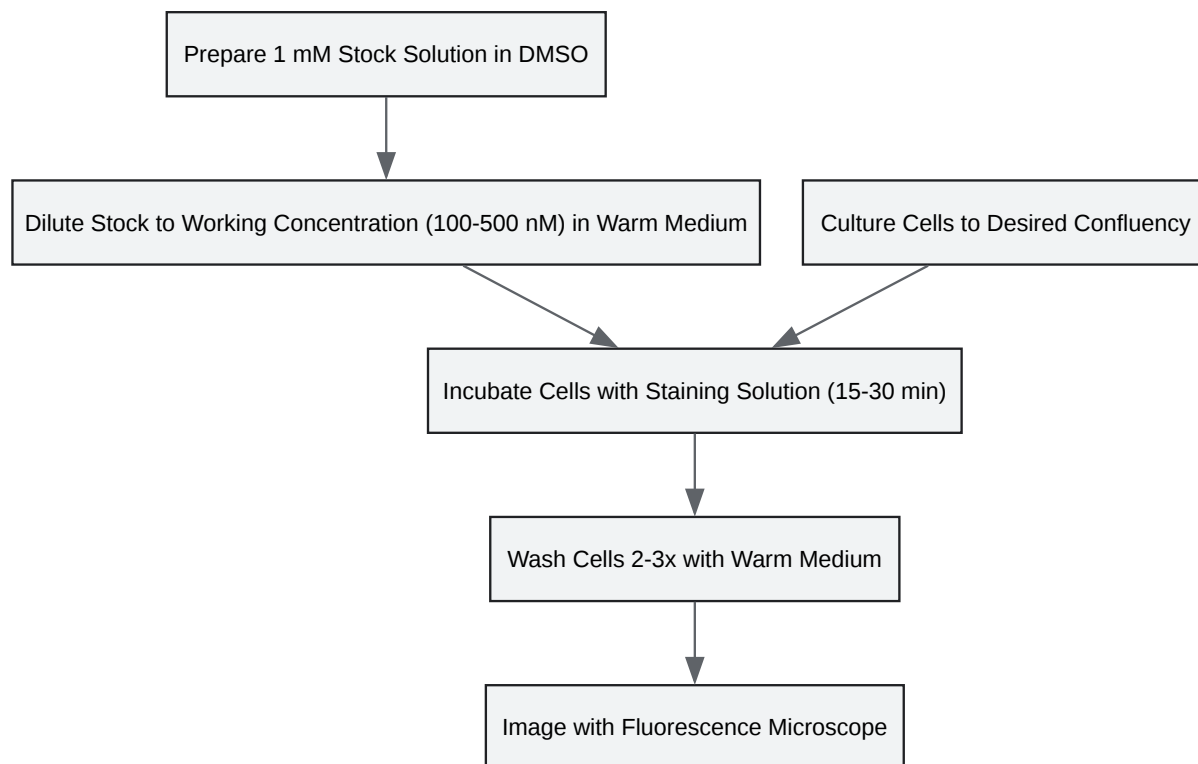 Prepare 1 mM Stock Solution in DMSO
Dilute Stock to Working Concentration (100-500 nM) in Warm Medium
Culture Cells to Desired Confluency
Incubate Cells with Staining Solution (15-30 min)
Wash Cells 2-3x with Warm Medium
Image with Fluorescence Microscope